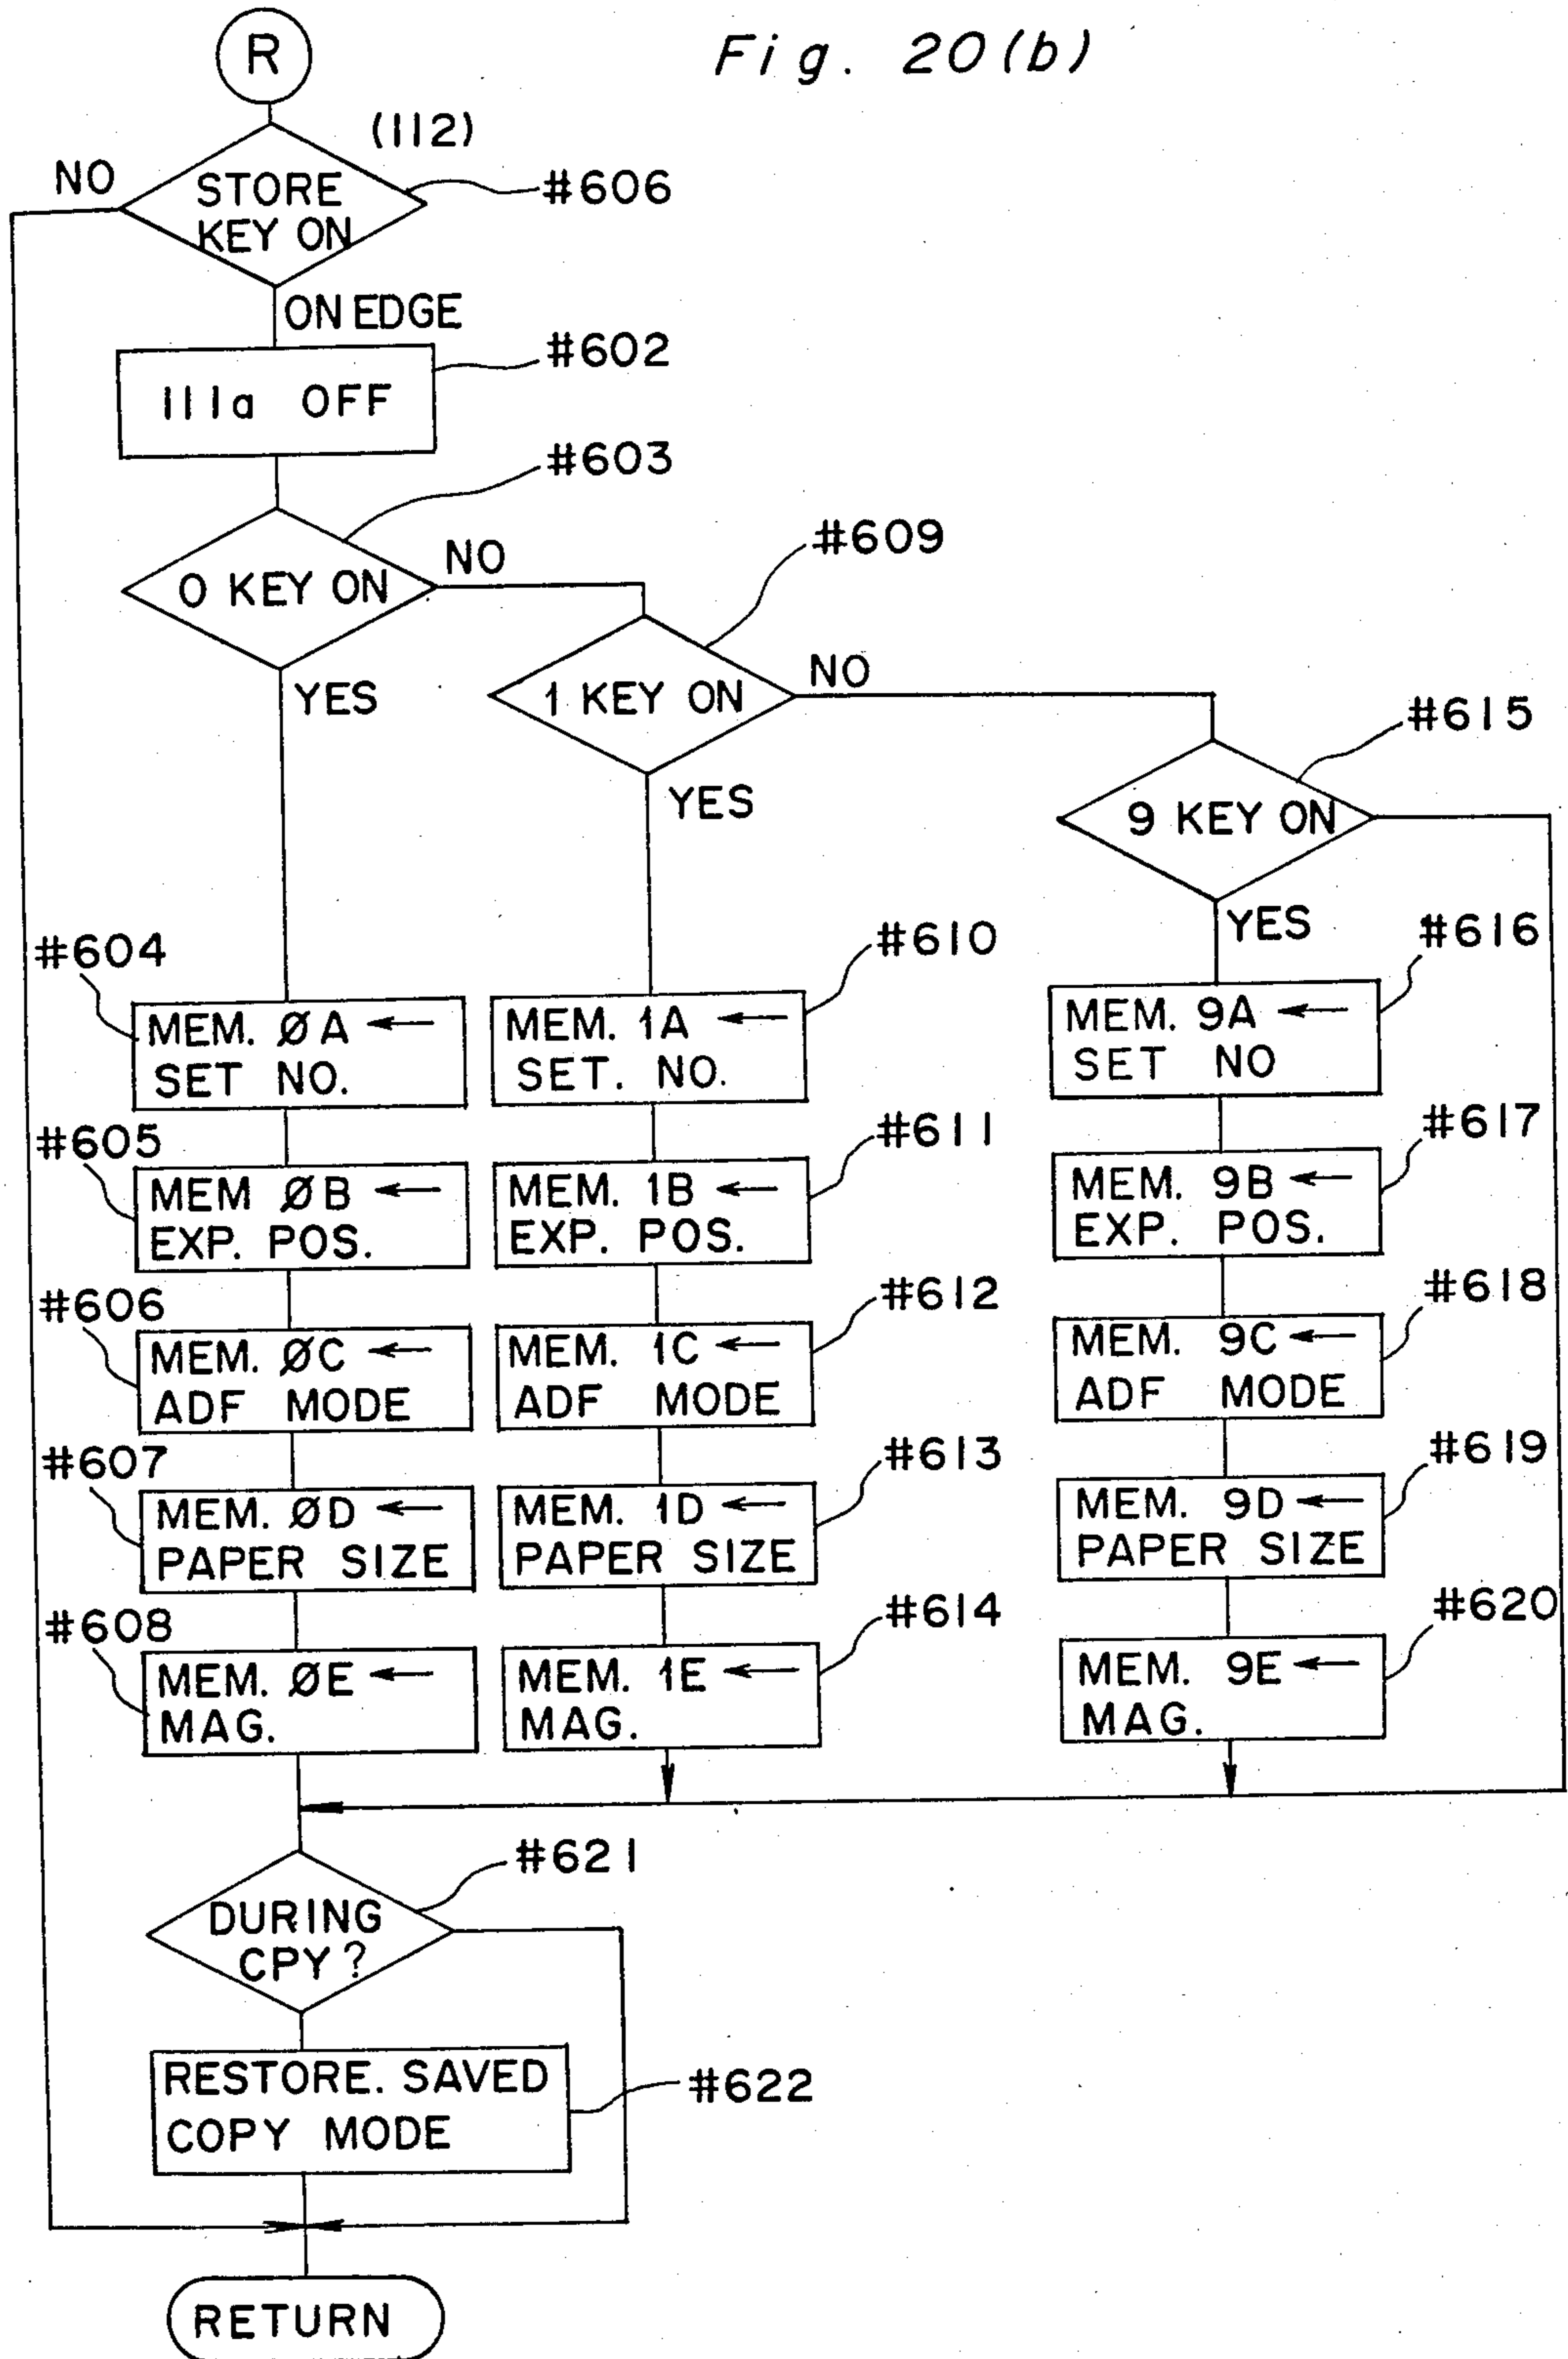 Fig. 20(b)
R
(112)
NO
STORE
KEY ON
#606
ON EDGE
#602
111a OFF
#603
0 KEY ON
NO
#609
YES
1 KEY ON
NO
#615
YES
9 KEY ON
YES
#604
MEM. ØA ←
SET NO.
#610
MEM. 1A ←
SET. NO.
#616
MEM. 9A ←
SET NO
#605
MEM ØB ←
EXP. POS.
#611
MEM. 1B ←
EXP. POS.
#617
MEM. 9B ←
EXP. POS.
#606
MEM. ØC ←
ADF MODE
#612
MEM. 1C ←
ADF MODE
#618
MEM. 9C ←
ADF MODE
#607
MEM. ØD ←
PAPER SIZE
#613
MEM. 1D ←
PAPER SIZE
#619
MEM. 9D ←
PAPER SIZE
#608
MEM. ØE ←
MAG.
#614
MEM. 1E ←
MAG.
#620
MEM. 9E ←
MAG.
#621
DURING
CPY?
RESTORE. SAVED
COPY MODE
#622
RETURN